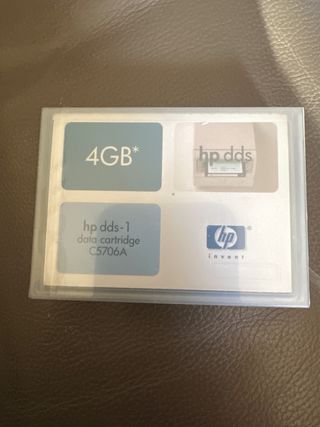 4GB*
hp dds
hp dds-1
data cartridge
C5706A
hp
invent